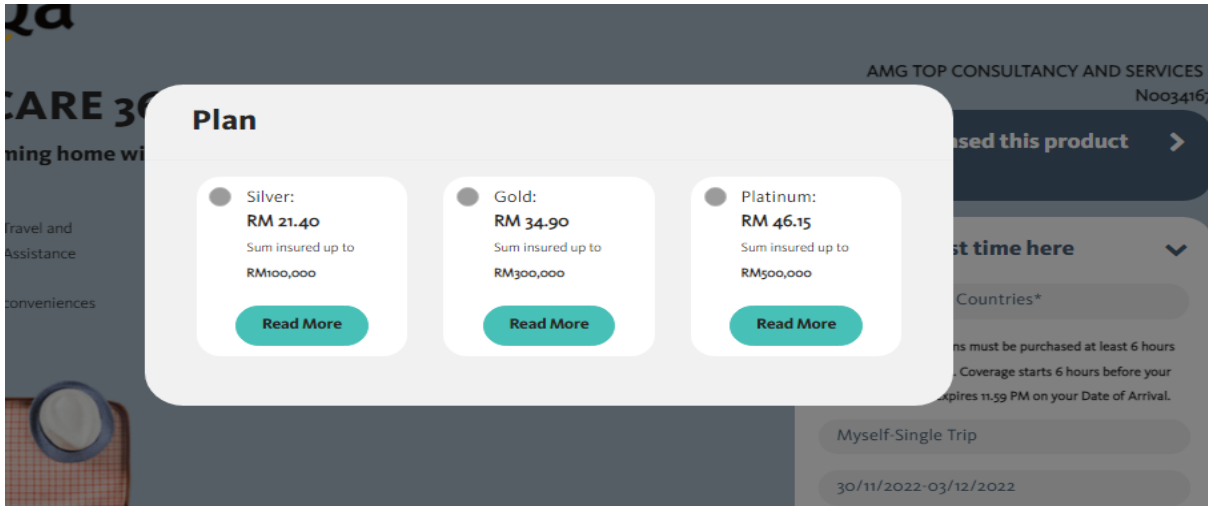 AMG TOP CONSULTANCY AND SERVICES
CARE 36
ming home wi
Travel and
Assistance
conveniences
Plan
Silver:
RM 21.40
Sum insured up to
RM100,000
Read More
Gold:
RM 34.90
Sum insured up to
RM300,000
Read More
Platinum:
RM 46.15
Sum insured up to
RM500,000
Read More
N0034167
ased this product
st time here
Countries*
ns must be purchased at least 6 hours
. Coverage starts 6 hours before your
expires 11.59 PM on your Date of Arrival.
Myself-Single Trip
30/11/2022-03/12/2022